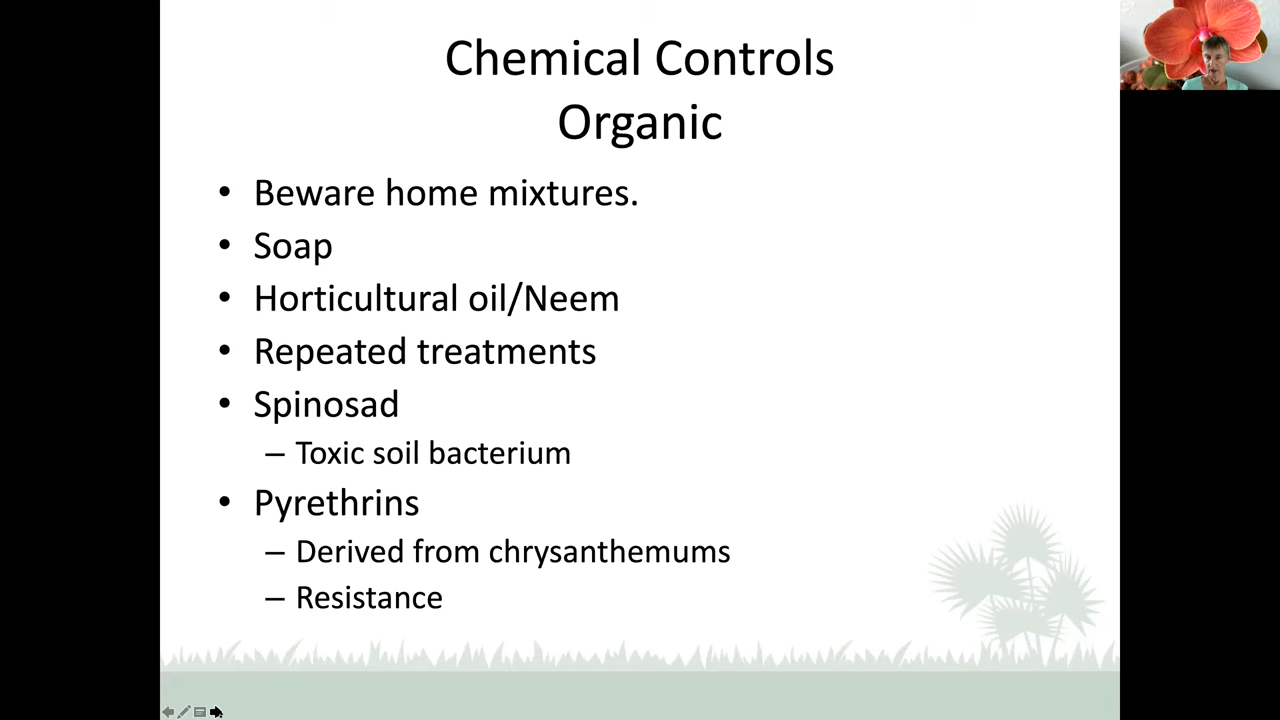 Chemical Controls
Organic
• Beware home mixtures.
• Soap
• Horticultural oil/Neem
• Repeated treatments
• Spinosad
– Toxic soil bacterium
• Pyrethrins
– Derived from chrysanthemums
– Resistance